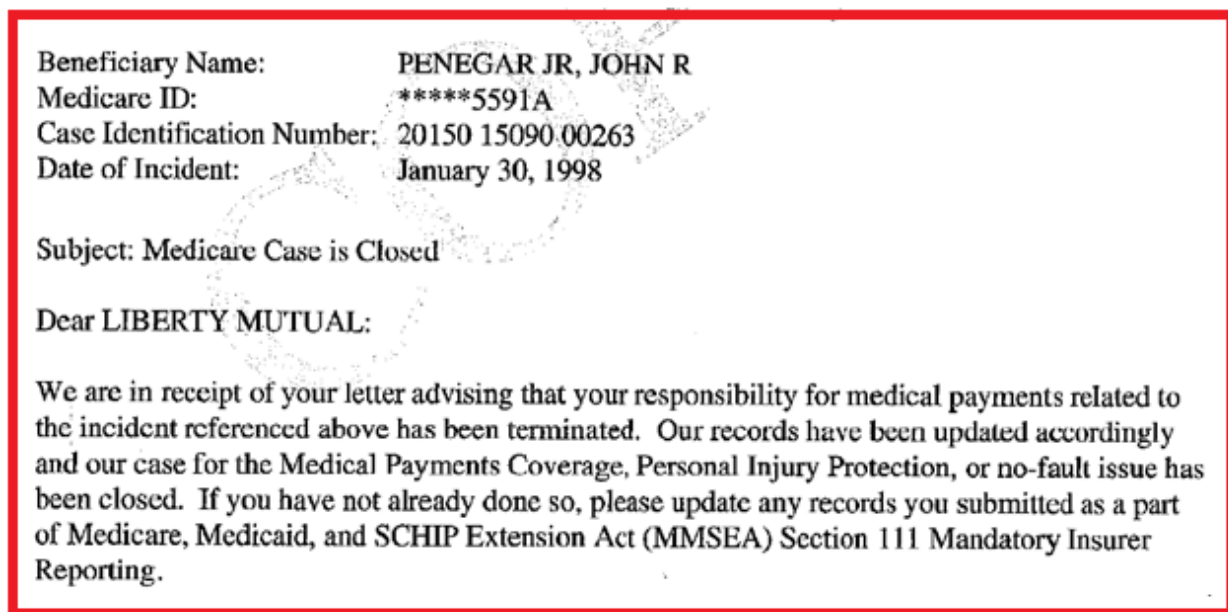 Beneficiary Name: PENEGAR JR, JOHN R
Medicare ID: *****5591A
Case Identification Number: 20150 15090 00263
Date of Incident: January 30, 1998
Subject: Medicare Case is Closed
Dear LIBERTY MUTUAL:
We are in receipt of your letter advising that your responsibility for medical payments related to
the incident referenced above has been terminated. Our records have been updated accordingly
and our case for the Medical Payments Coverage, Personal Injury Protection, or no-fault issue has
been closed. If you have not already done so, please update any records you submitted as a part
of Medicare, Medicaid, and SCHIP Extension Act (MMSEA) Section 111 Mandatory Insurer
Reporting.